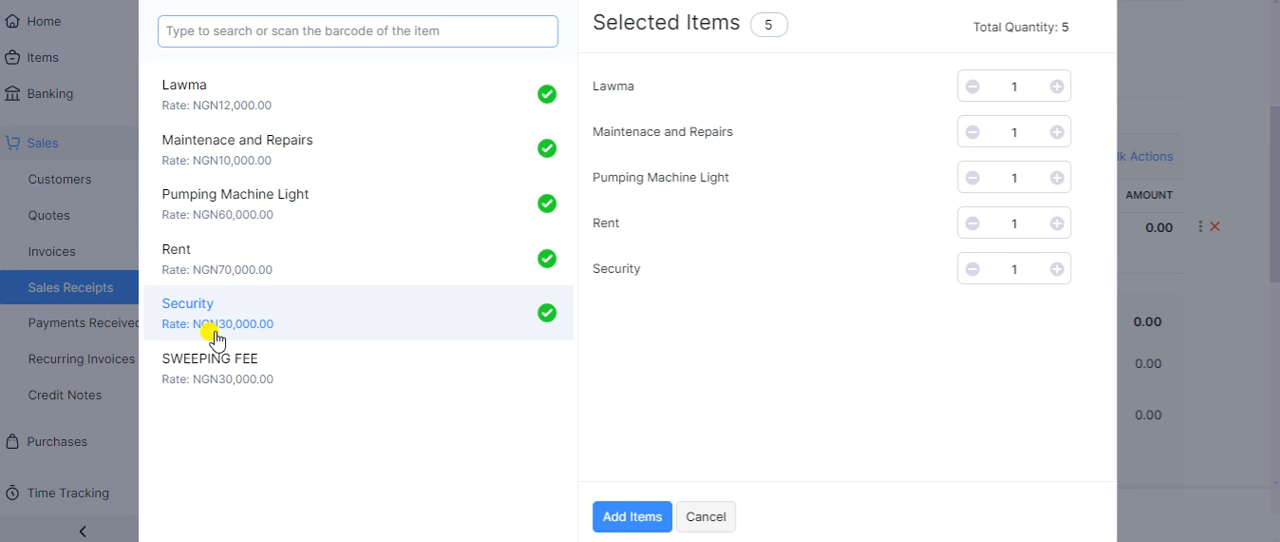 Home
Items
Banking
Sales
Customers
Quotes
Invoices
Sales Receipts
Payments Received
Recurring Invoices
Credit Notes
Purchases
Time Tracking
Type to search or scan the barcode of the item
Lawma
Rate: NGN12,000.00
Maintenace and Repairs
Rate: NGN10,000.00
Pumping Machine Light
Rate: NGN60,000.00
Rent
Rate: NGN70,000.00
Security
Rate: NGN30,000.00
SWEEPING FEE
Rate: NGN30,000.00
Selected Items 5
Total Quantity: 5
Lawma 1
Maintenace and Repairs 1
Pumping Machine Light 1
Rent 1
Security 1
Add Items Cancel
lk Actions
AMOUNT
0.00
0.00
0.00
0.00